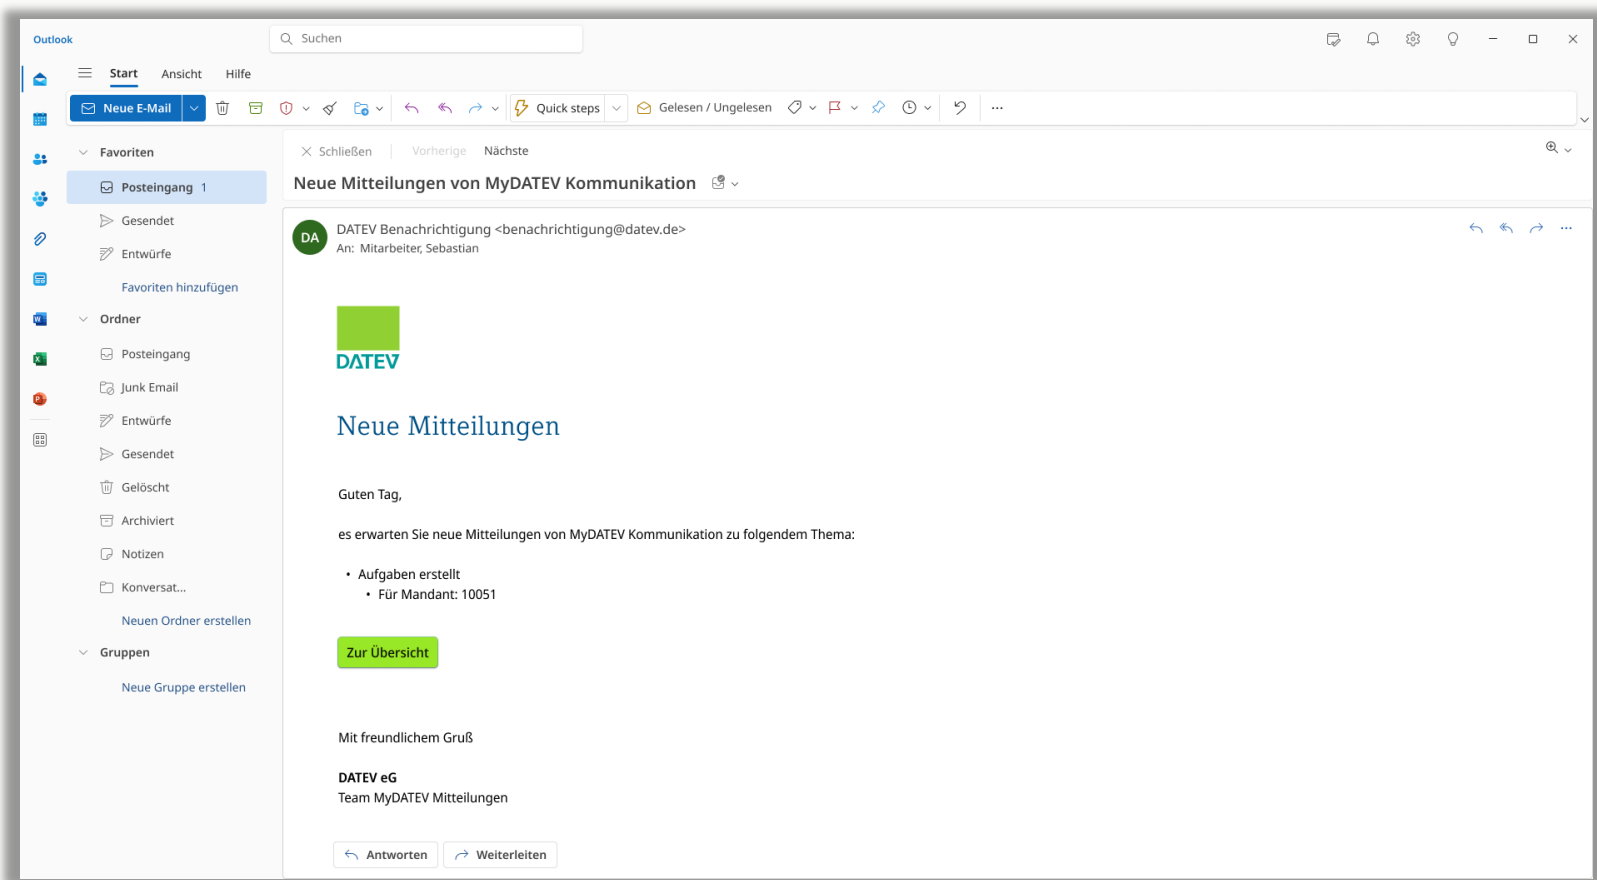 Outlook
Suchen
Start Ansicht Hilfe
Neue E-Mail Quick steps Gelesen / Ungelesen
Favoriten
Posteingang 1
Gesendet
Entwürfe
Favoriten hinzufügen
Ordner
Posteingang
Junk Email
Entwürfe
Gesendet
Gelöscht
Archiviert
Notizen
Konversat...
Neuen Ordner erstellen
Gruppen
Neue Gruppe erstellen
Schließen Vorherige Nächste
Neue Mitteilungen von MyDATEV Kommunikation
DA
DATEV Benachrichtigung <benachrichtigung@datev.de>
An: Mitarbeiter, Sebastian
DATEV
Neue Mitteilungen
Guten Tag,
es erwarten Sie neue Mitteilungen von MyDATEV Kommunikation zu folgendem Thema:
• Aufgaben erstellt
• Für Mandant: 10051
Zur Übersicht
Mit freundlichem Gruß
DATEV eG
Team MyDATEV Mitteilungen
Antworten Weiterleiten